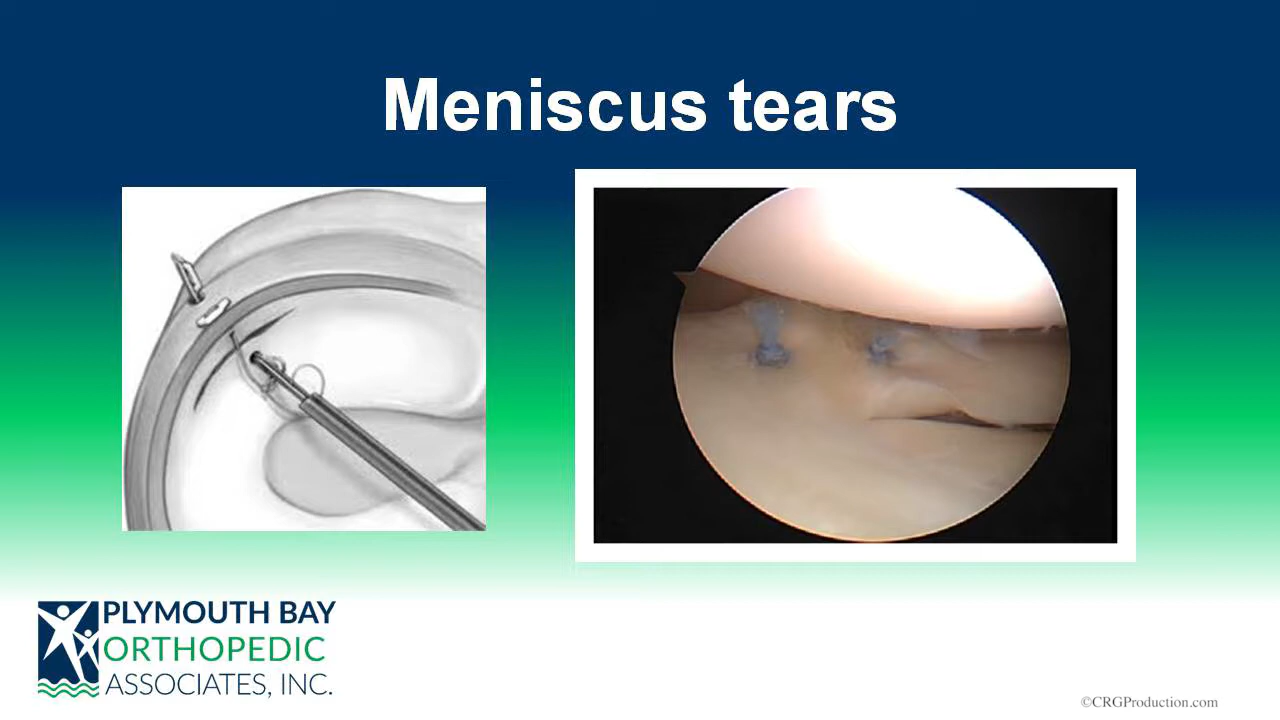 Meniscus tears
PLYMOUTH BAY
ORTHOPEDIC
ASSOCIATES, INC.
©CRGProduction.com